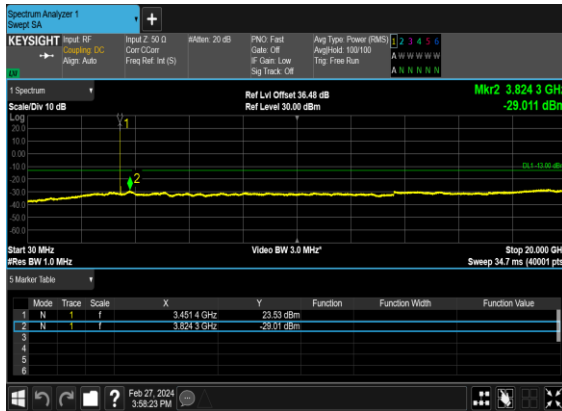 Spectrum Analyzer 1
Swept SA
+
KEYSIGHT Input: RF Input Z: 50 Ω #Atten: 20 dB PNO: Fast Avg Type: Power (RMS) 1 2 3 4 5 6
Coupling: DC Corr CCorr Gate: Off Avg|Hold: 100/100 A W W W W W
Align: Auto Freq Ref: Int (S) IF Gain: Low Trig: Free Run
Sig Track: Off A N N N N N
1 Spectrum Ref Lvl Offset 36.48 dB Mkr2 3.824 3 GHz
Scale/Div 10 dB Ref Level 30.00 dBm -29.011 dBm
Log
20.0
10.0
0.00
-10.0
-20.0
-30.0
-40.0
-50.0
-60.0
1
2
DL1 -13.00 dBm
Start 30 MHz Video BW 3.0 MHz* Stop 20.000 GH
#Res BW 1.0 MHz Sweep 34.7 ms (40001 pts
5 Marker Table
Mode Trace Scale X Y Function Function Width Function Value
1 N 1 f 3.451 4 GHz 23.53 dBm
2 N 1 f 3.824 3 GHz -29.01 dBm
3
4
5
6
? Feb 27, 2024
3:58:23 PM